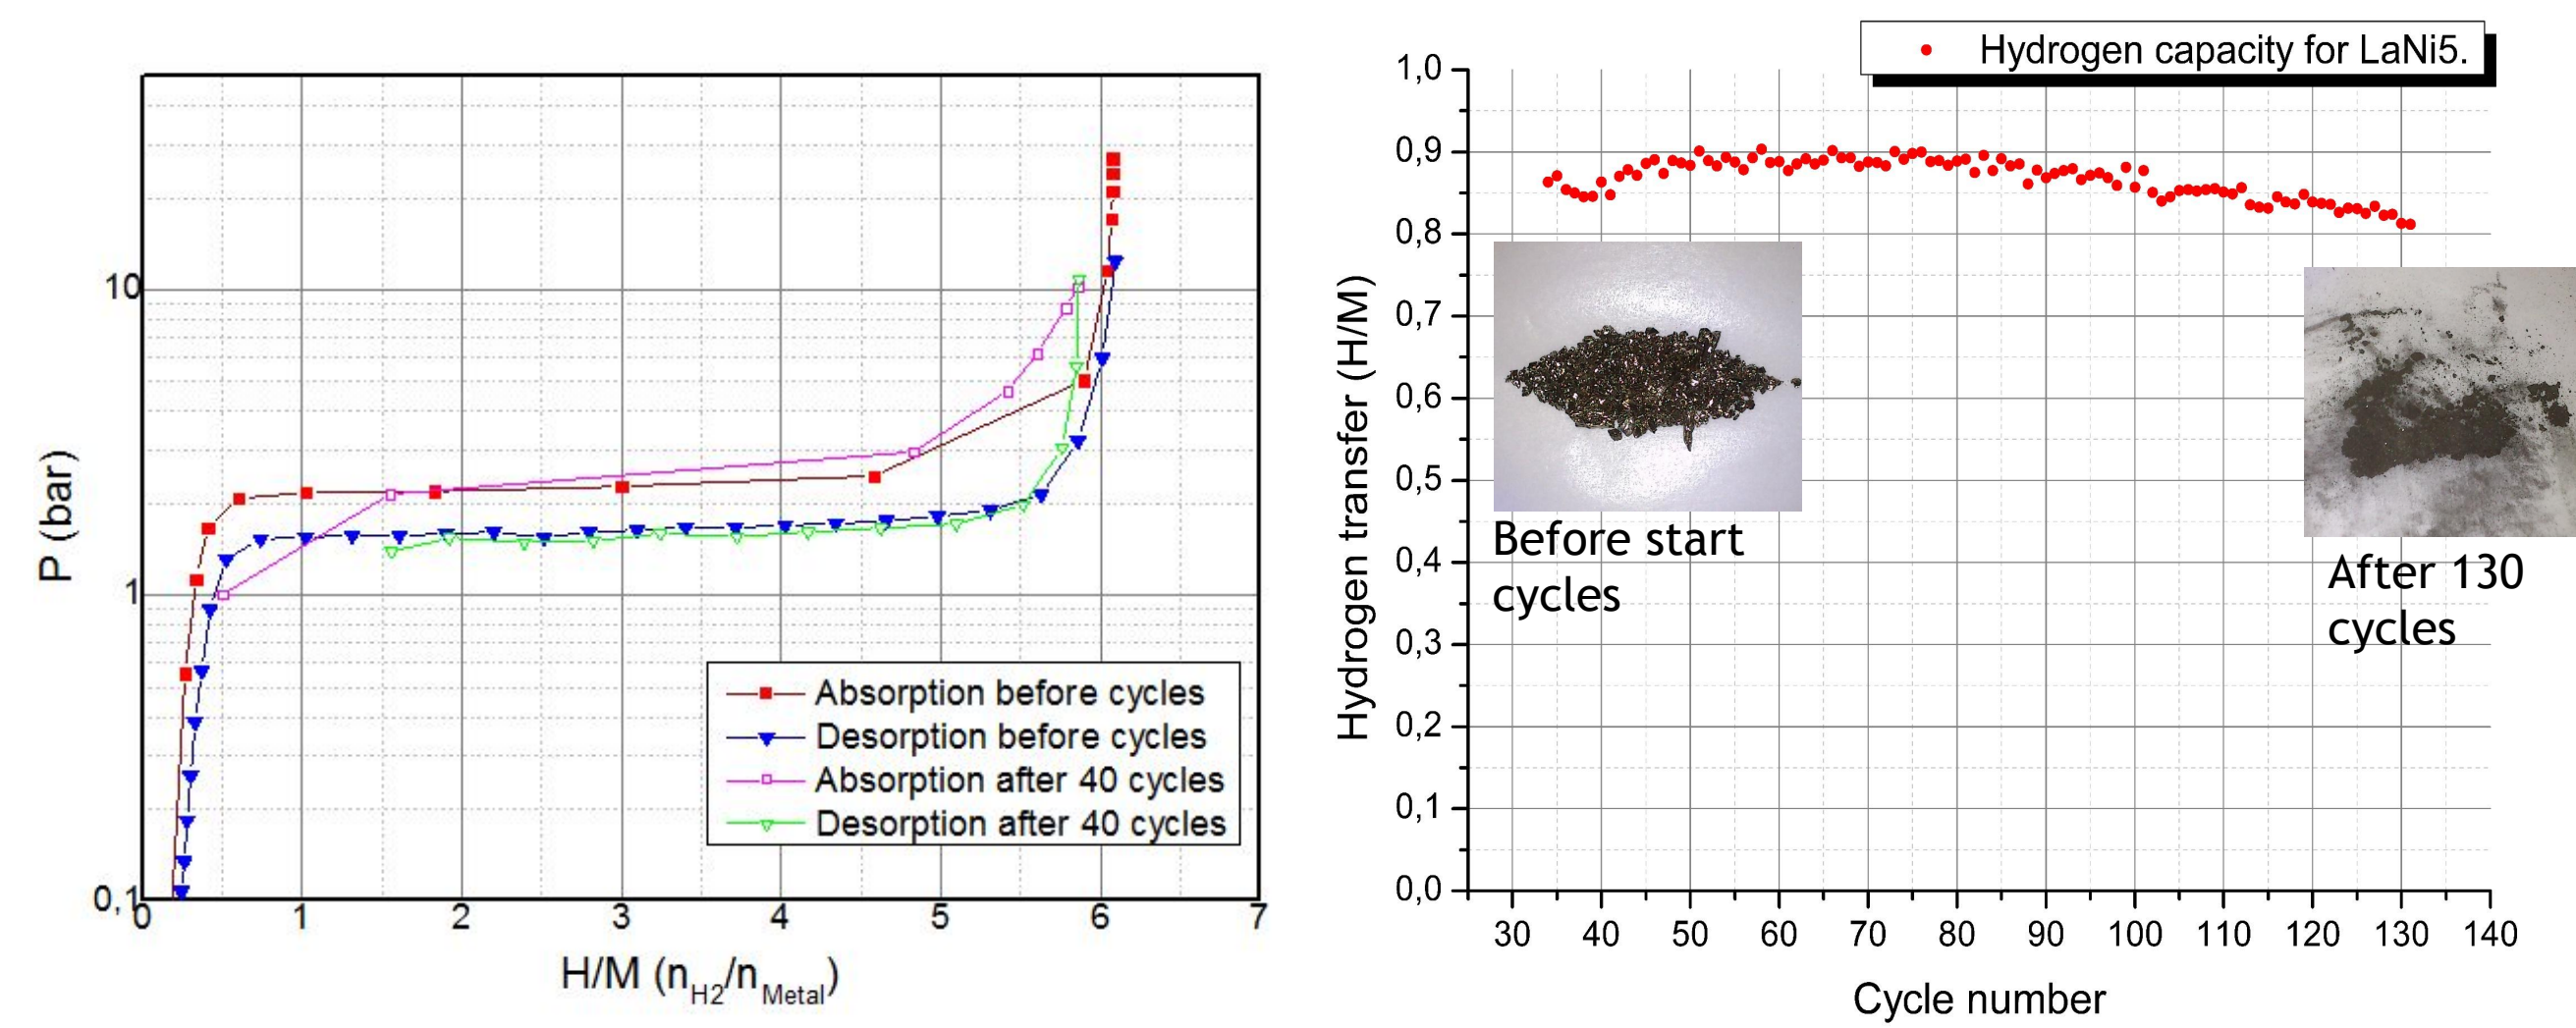 10
1
0,1
0 1 2 3 4 5 6 7
P (bar)
H/M (nH2/nMetal)
Absorption before cycles
Desorption before cycles
Absorption after 40 cycles
Desorption after 40 cycles
Hydrogen capacity for LaNi5.
1,0
0,9
0,8
0,7
0,6
0,5
0,4
0,3
0,2
0,1
0,0
Hydrogen transfer (H/M)
Before start
cycles
After 130
cycles
30 40 50 60 70 80 90 100 110 120 130 140
Cycle number